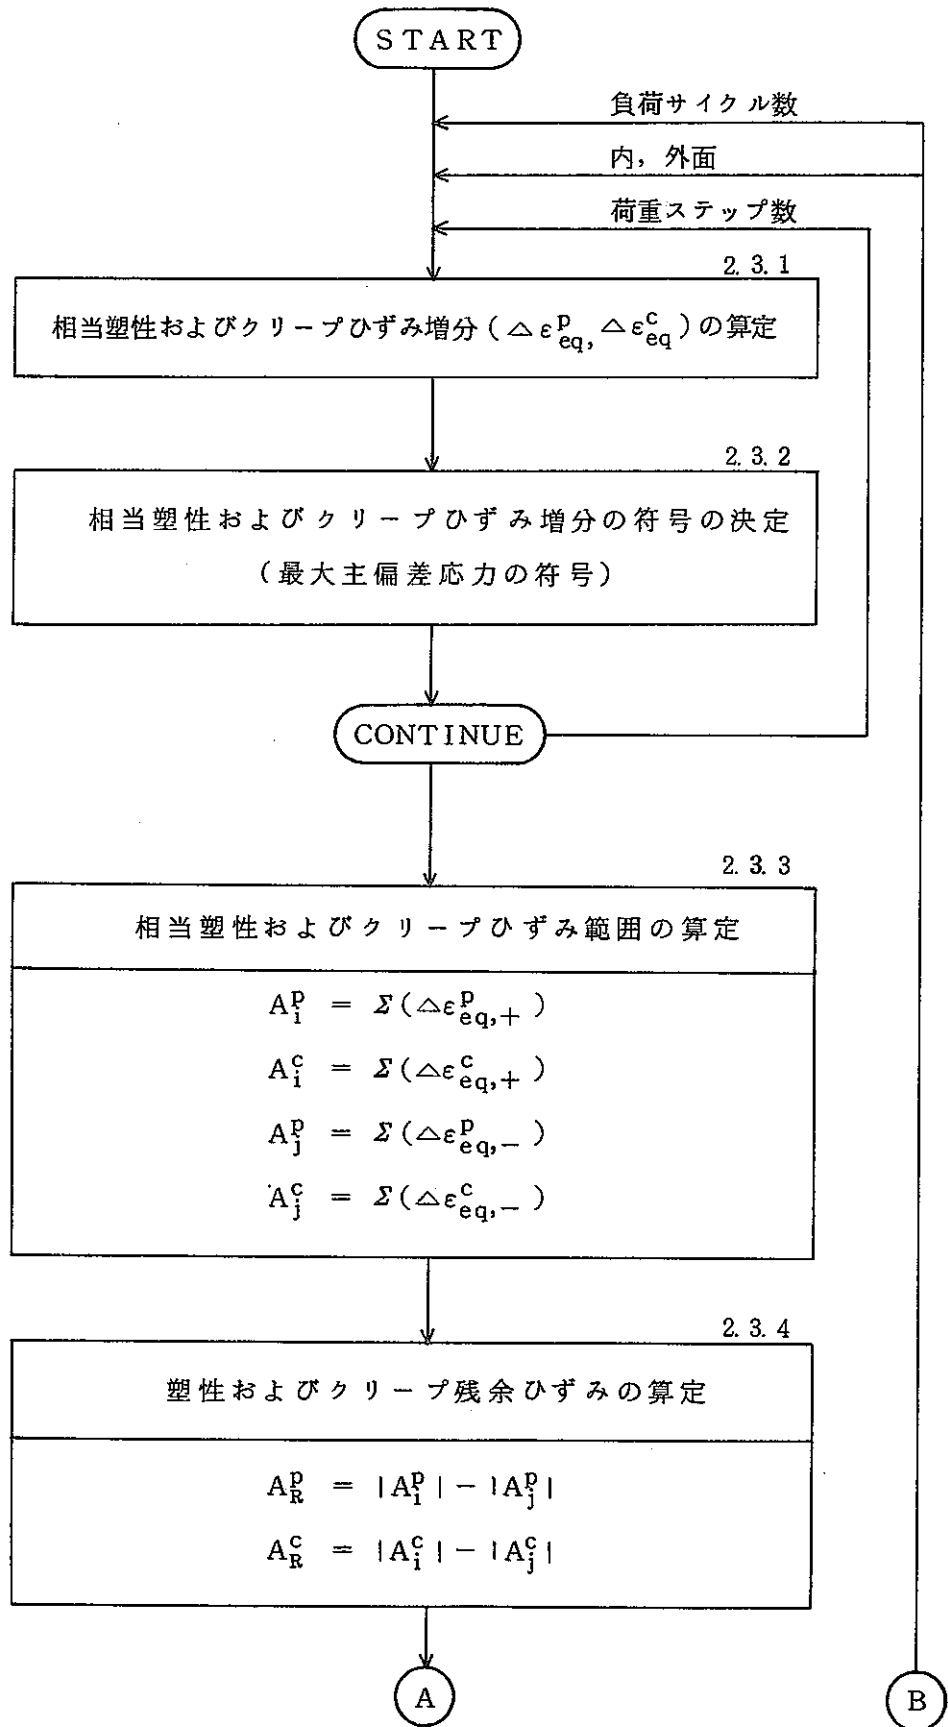 START
負荷サイクル数
内，外面
荷重ステップ数
2.3.1
相当塑性およびクリープひずみ増分(△ε^p_eq, △ε^c_eq)の算定
2.3.2
相当塑性およびクリープひずみ増分の符号の決定
(最大主偏差応力の符号)
CONTINUE
2.3.3
相当塑性およびクリープひずみ範囲の算定
A^p_i = Σ(△ε^p_eq,+)
A^c_i = Σ(△ε^c_eq,+)
A^p_j = Σ(△ε^p_eq,-)
A^c_j = Σ(△ε^c_eq,-)
2.3.4
塑性およびクリープ残余ひずみの算定
A^p_R = |A^p_i| - |A^p_j|
A^c_R = |A^c_i| - |A^c_j|
A
B